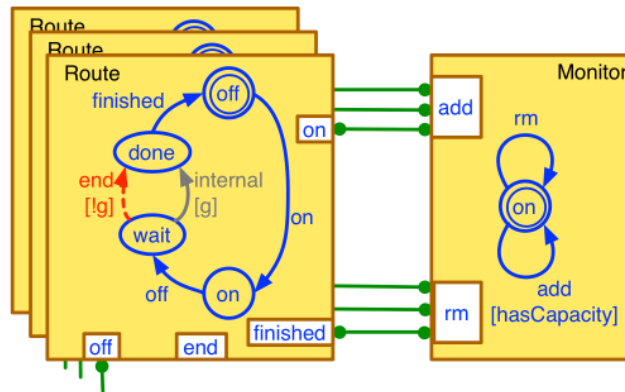 Route
Route
Route
Monitor
finished
off
on
add
rm
done
end
[!g]
internal
[g]
on
on
wait
off
on
add
[hasCapacity]
finished
rm
off
end